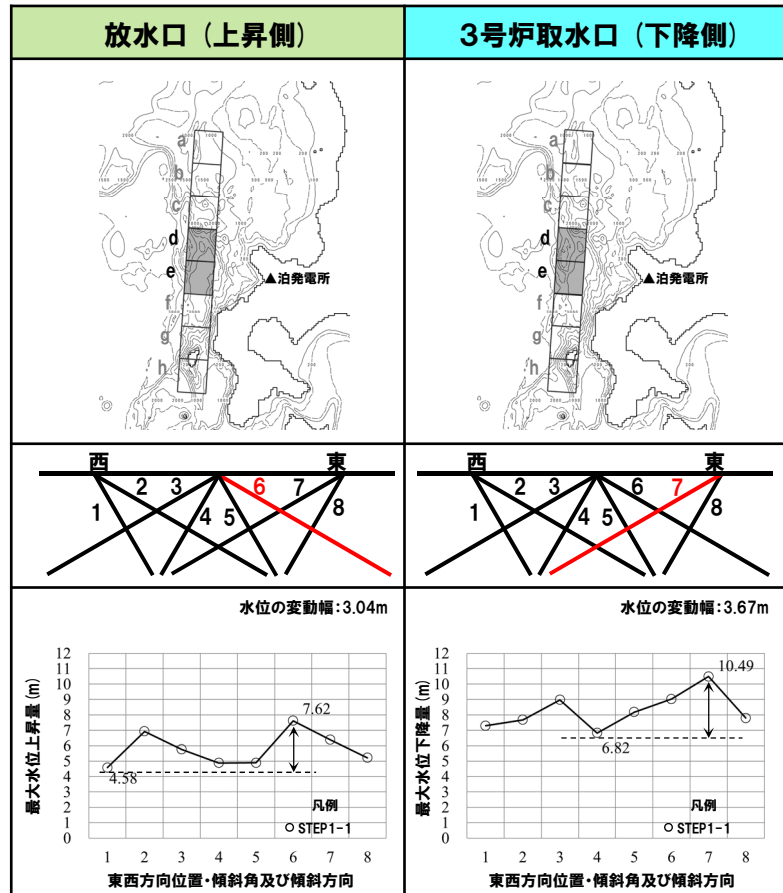 放水口（上昇側）
3号炉取水口（下降側）
a
b
c
d
e
f
g
h
▲泊発電所
a
b
c
d
e
f
g
h
▲泊発電所
西 東
1 2 3 4 5 6 7 8
西 東
1 2 3 4 5 6 7 8
水位の変動幅：3.04m
最大水位上昇量（m）
12
11
10
9
8
7
6
5
4
3
2
1
0
4.58
7.62
凡例
○STEP1-1
1 2 3 4 5 6 7 8
東西方向位置・傾斜角及び傾斜方向
水位の変動幅：3.67m
最大水位下降量（m）
12
11
10
9
8
7
6
5
4
3
2
1
0
6.82
10.49
凡例
○STEP1-1
1 2 3 4 5 6 7 8
東西方向位置・傾斜角及び傾斜方向